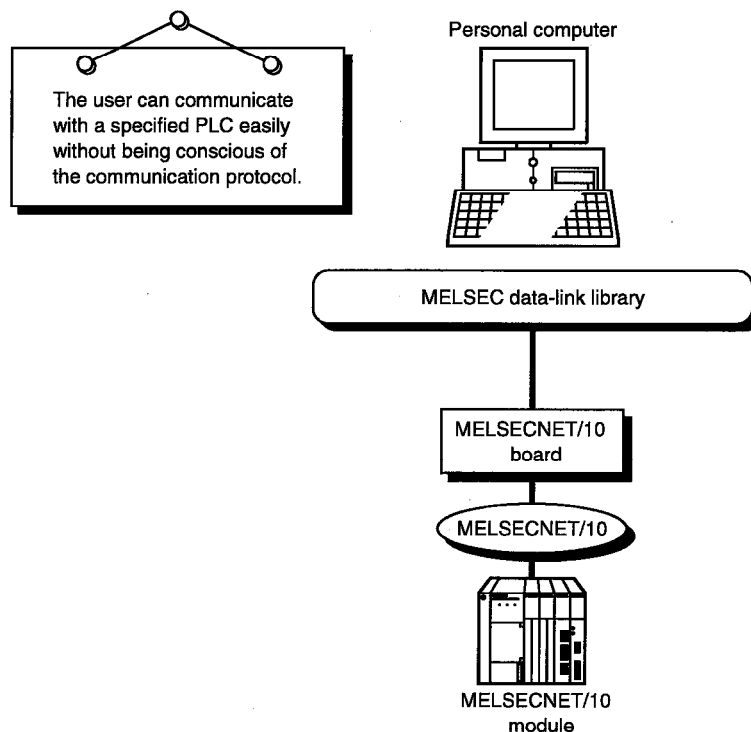 The user can communicate
with a specified PLC easily
without being conscious of
the communication protocol.
Personal computer
MELSEC data-link library
MELSECNET/10
board
MELSECNET/10
MELSECNET/10
module